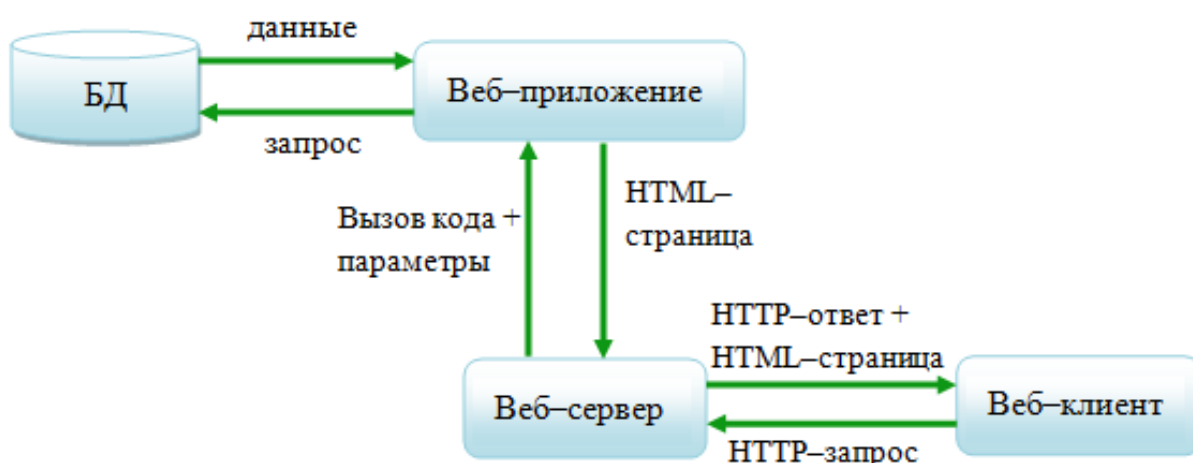 данные
БД
Веб–приложение
запрос
Вызов кода +
параметры
HTML–
страница
HTTP–ответ +
HTML–страница
Веб–сервер
Веб–клиент
HTTP–запрос